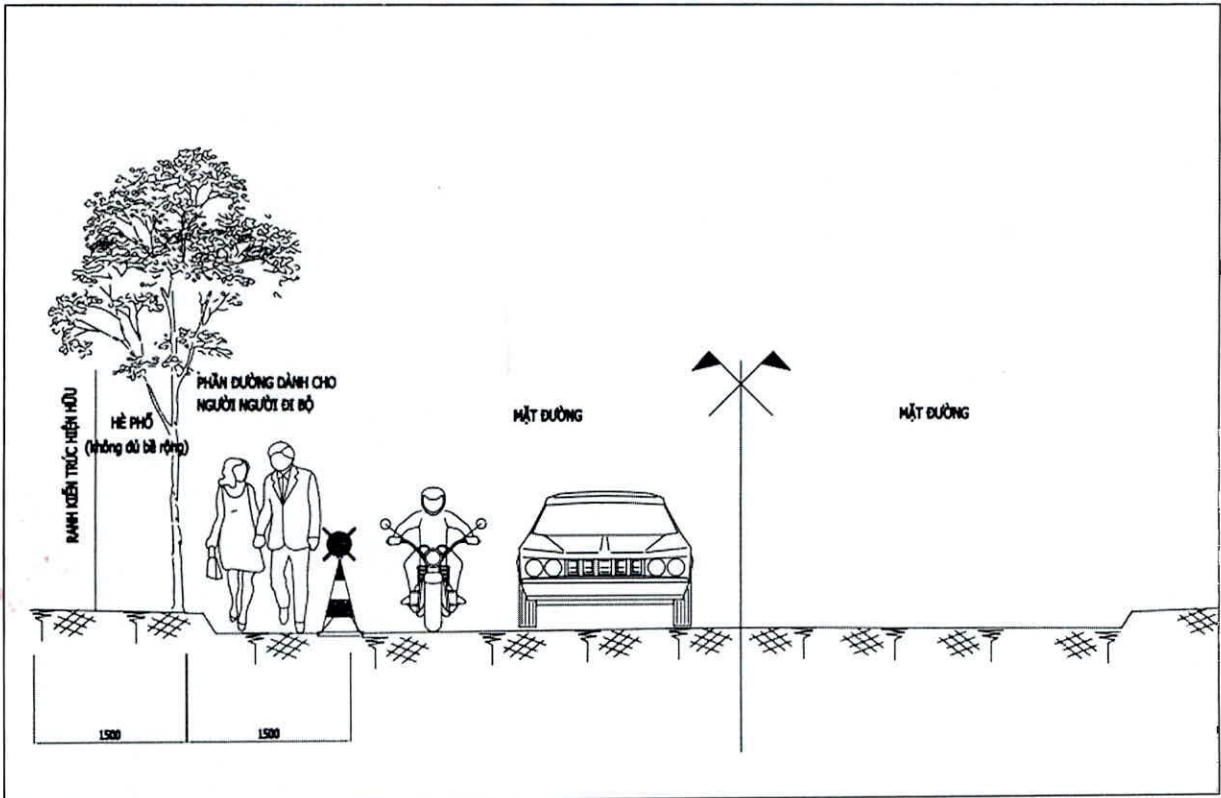 RANH KIẾN TRÚC HIỆN HỮU
HÈ PHỐ
(không đủ bề rộng)
PHẦN ĐƯỜNG DÀNH CHO
NGƯỜI NGƯỜI ĐI BỘ
MẶT ĐƯỜNG
MẶT ĐƯỜNG
1500
1500